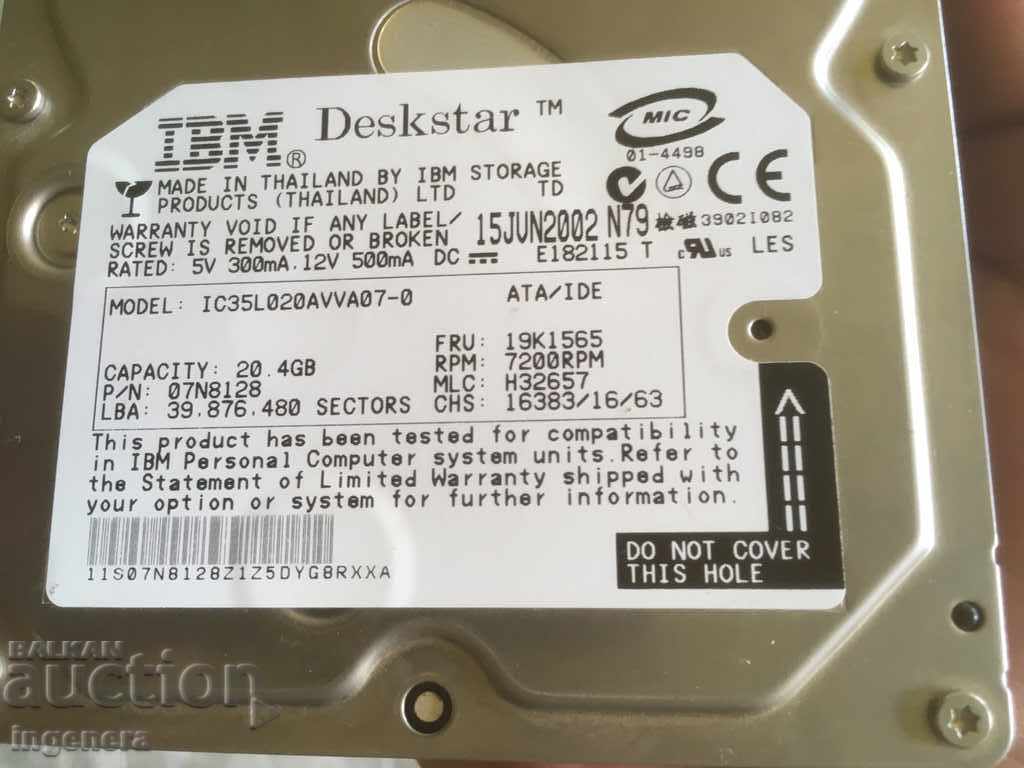 IBM® Deskstar ™
MIC
01-4498
MADE IN THAILAND BY IBM STORAGE
PRODUCTS (THAILAND) LTD TD
CE
WARRANTY VOID IF ANY LABEL/
SCREW IS REMOVED OR BROKEN
15JUN2002 N79 檢磁 3902I082
RATED: 5V 300mA.12V 500mA DC
E182115 T c RU us LES
MODEL: IC35L020AVVA07-0 ATA/IDE
FRU: 19K1565
CAPACITY: 20.4GB RPM: 7200RPM
P/N: 07N8128 MLC: H32657
LBA: 39.876.480 SECTORS CHS: 16383/16/63
This product has been tested for compatibility
in IBM Personal Computer system units.Refer to
the Statement of Limited Warranty shipped with
your option or system for further information.
11S07N8128Z1Z5DYG8RXXA
DO NOT COVER
THIS HOLE
BALKAN
auction
ingenera